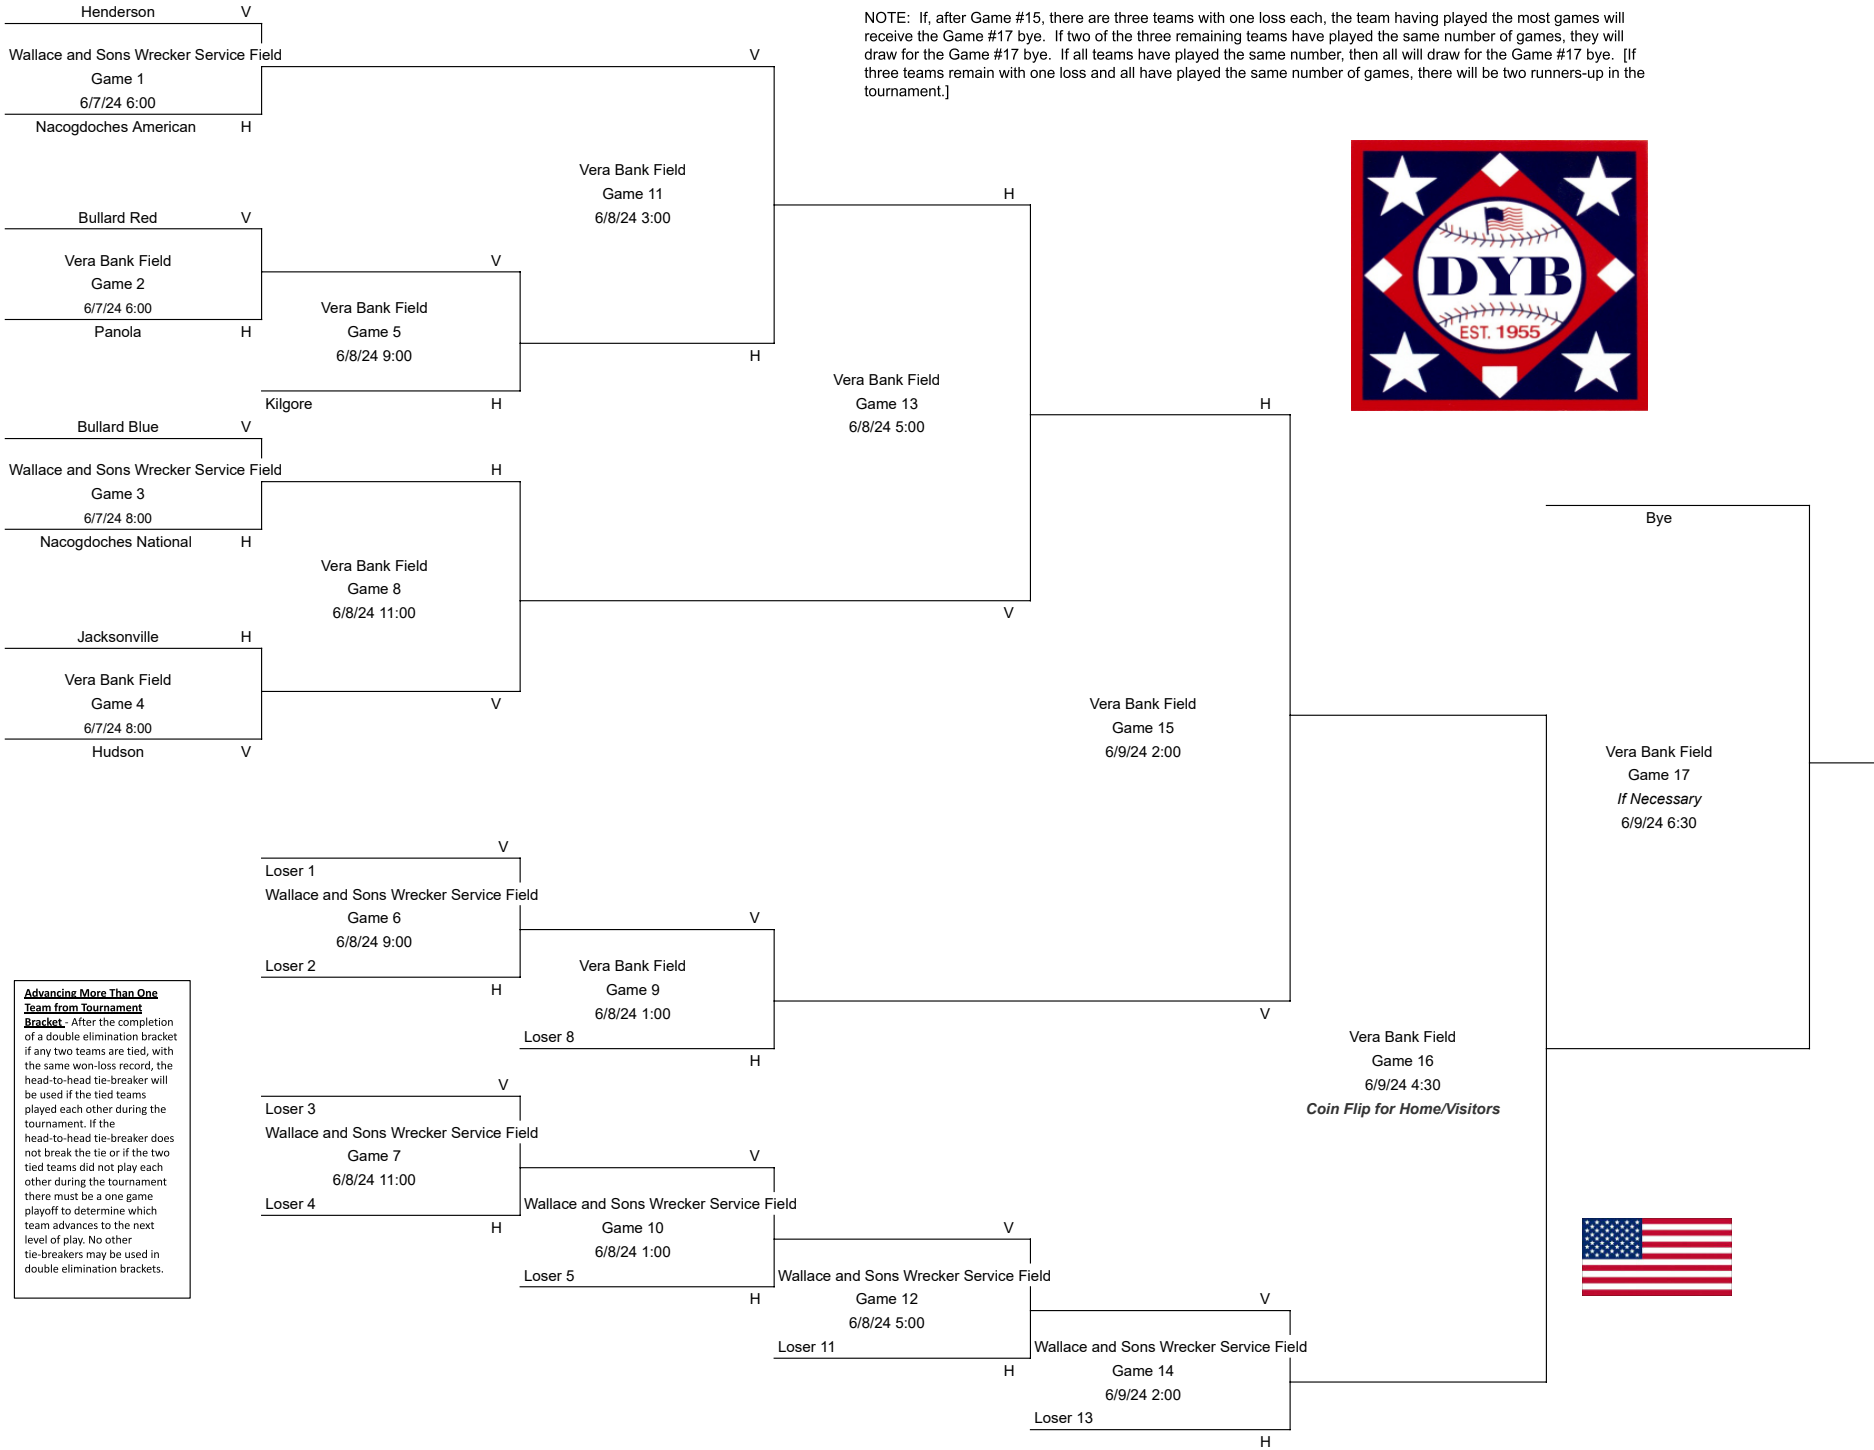 Henderson V
Wallace and Sons Wrecker Service Field
Game 1
6/7/24 6:00
Nacogdoches American H
NOTE: If, after Game #15, there are three teams with one loss each, the team having played the most games will
receive the Game #17 bye. If two of the three remaining teams have played the same number of games, they will
draw for the Game #17 bye. If all teams have played the same number, then all will draw for the Game #17 bye. [If
three teams remain with one loss and all have played the same number of games, there will be two runners-up in the
tournament.]
Bullard Red V
Vera Bank Field
Game 2
6/7/24 6:00
Panola H
Bullard Blue V
Wallace and Sons Wrecker Service Field
Game 3
6/7/24 8:00
Nacogdoches National H
Jacksonville H
Vera Bank Field
Game 4
6/7/24 8:00
Hudson V
V
Vera Bank Field
Game 5
6/8/24 9:00
Kilgore H
H
Vera Bank Field
Game 8
6/8/24 11:00
V
V
Vera Bank Field
Game 11
6/8/24 3:00
H
H
Vera Bank Field
Game 13
6/8/24 5:00
V
H
Vera Bank Field
Game 15
6/9/24 2:00
V
DYB
EST. 1955
Bye
Vera Bank Field
Game 17
If Necessary
6/9/24 6:30
V
Loser 1
Wallace and Sons Wrecker Service Field
Game 6
6/8/24 9:00
Loser 2
H
V
Vera Bank Field
Game 9
6/8/24 1:00
Loser 8
H
V
Loser 3
Wallace and Sons Wrecker Service Field
Game 7
6/8/24 11:00
Loser 4
H
V
Wallace and Sons Wrecker Service Field
Game 10
6/8/24 1:00
Loser 5
H
V
Wallace and Sons Wrecker Service Field
Game 12
6/8/24 5:00
Loser 11
H
V
Wallace and Sons Wrecker Service Field
Game 14
6/9/24 2:00
Loser 13
H
Vera Bank Field
Game 16
6/9/24 4:30
Coin Flip for Home/Visitors
Advancing More Than One
Team from Tournament
Bracket - After the completion
of a double elimination bracket
if any two teams are tied, with
the same won-loss record, the
head-to-head tie-breaker will
be used if the tied teams
played each other during the
tournament. If the
head-to-head tie-breaker does
not break the tie or if the two
tied teams did not play each
other during the tournament
there must be a one game
playoff to determine which
team advances to the next
level of play. No other
tie-breakers may be used in
double elimination brackets.